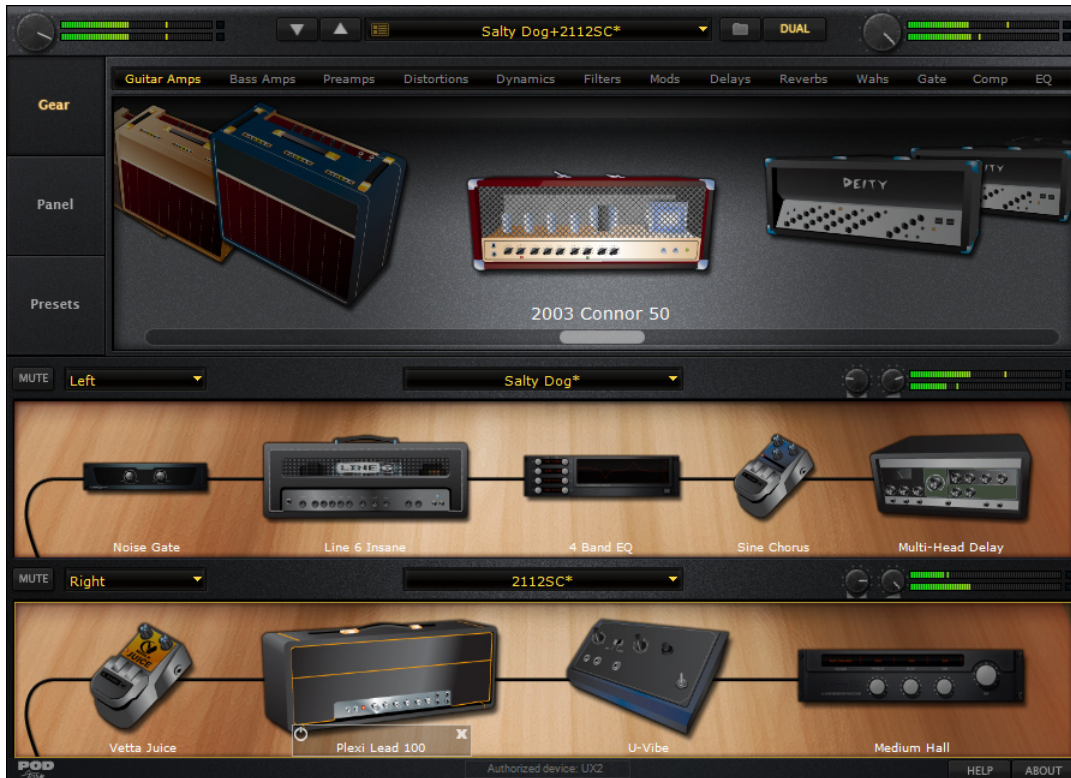 Salty Dog+2112SC* DUAL
Guitar Amps Bass Amps Preamps Distortions Dynamics Filters Mods Delays Reverbs Wahs Gate Comp EQ
Gear
DEITY
Panel
2003 Connor 50
Presets
MUTE Left Salty Dog*
LINE 6
Noise Gate Line 6 Insane 4 Band EQ Sine Chorus Multi-Head Delay
MUTE Right 2112SC*
JUICE
Vetta Juice Plexi Lead 100 X U-Vibe Medium Hall
POD
Farm
Authorized device: UX2 HELP ABOUT